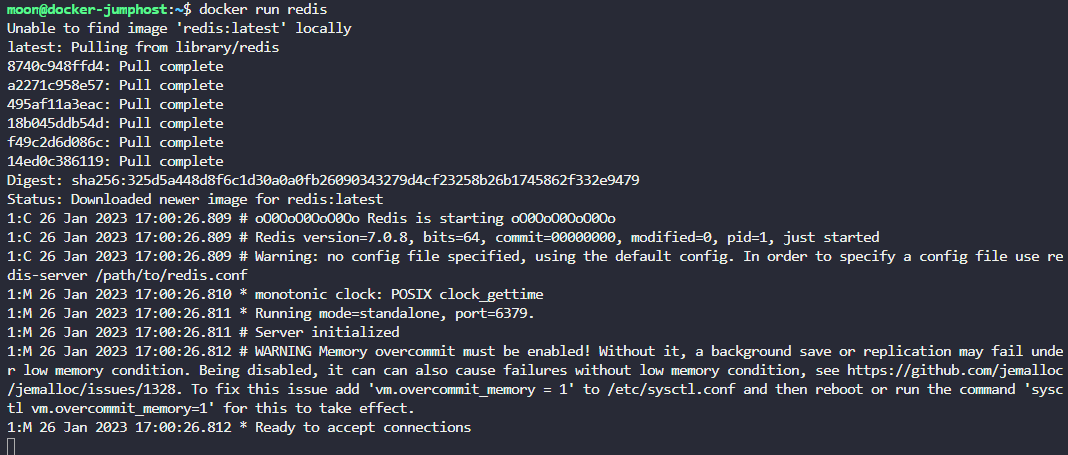 moon@docker-jumphost:~$ docker run redis
Unable to find image 'redis:latest' locally
latest: Pulling from library/redis
8740c948ffd4: Pull complete
a2271c958e57: Pull complete
495af11a3eac: Pull complete
18b045ddb54d: Pull complete
f49c2d6d086c: Pull complete
14ed0c386119: Pull complete
Digest: sha256:325d5a448d8f6c1d30a0a0fb26090343279d4cf23258b26b1745862f332e9479
Status: Downloaded newer image for redis:latest
1:C 26 Jan 2023 17:00:26.809 # oO0OoO0OoO0Oo Redis is starting oO0OoO0OoO0Oo
1:C 26 Jan 2023 17:00:26.809 # Redis version=7.0.8, bits=64, commit=00000000, modified=0, pid=1, just started
1:C 26 Jan 2023 17:00:26.809 # Warning: no config file specified, using the default config. In order to specify a config file use re
dis-server /path/to/redis.conf
1:M 26 Jan 2023 17:00:26.810 * monotonic clock: POSIX clock_gettime
1:M 26 Jan 2023 17:00:26.811 * Running mode=standalone, port=6379.
1:M 26 Jan 2023 17:00:26.811 # Server initialized
1:M 26 Jan 2023 17:00:26.812 # WARNING Memory overcommit must be enabled! Without it, a background save or replication may fail unde
r low memory condition. Being disabled, it can can also cause failures without low memory condition, see https://github.com/jemalloc
/jemalloc/issues/1328. To fix this issue add 'vm.overcommit_memory = 1' to /etc/sysctl.conf and then reboot or run the command 'sysc
tl vm.overcommit_memory=1' for this to take effect.
1:M 26 Jan 2023 17:00:26.812 * Ready to accept connections